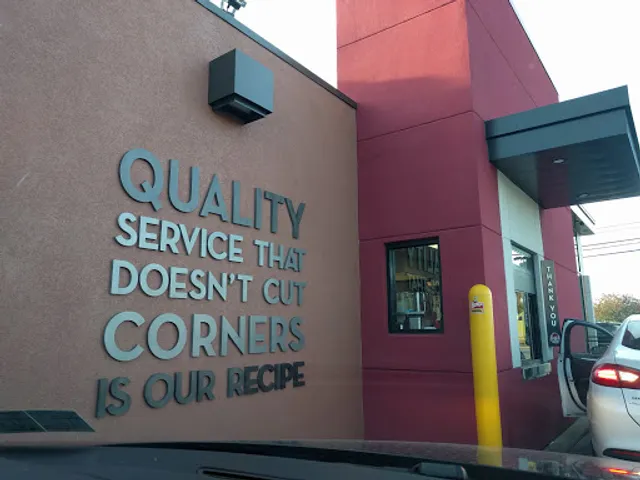 QUALITY
SERVICE THAT
DOESN'T CUT
CORNERS
IS OUR RECIPE
THANK YOU